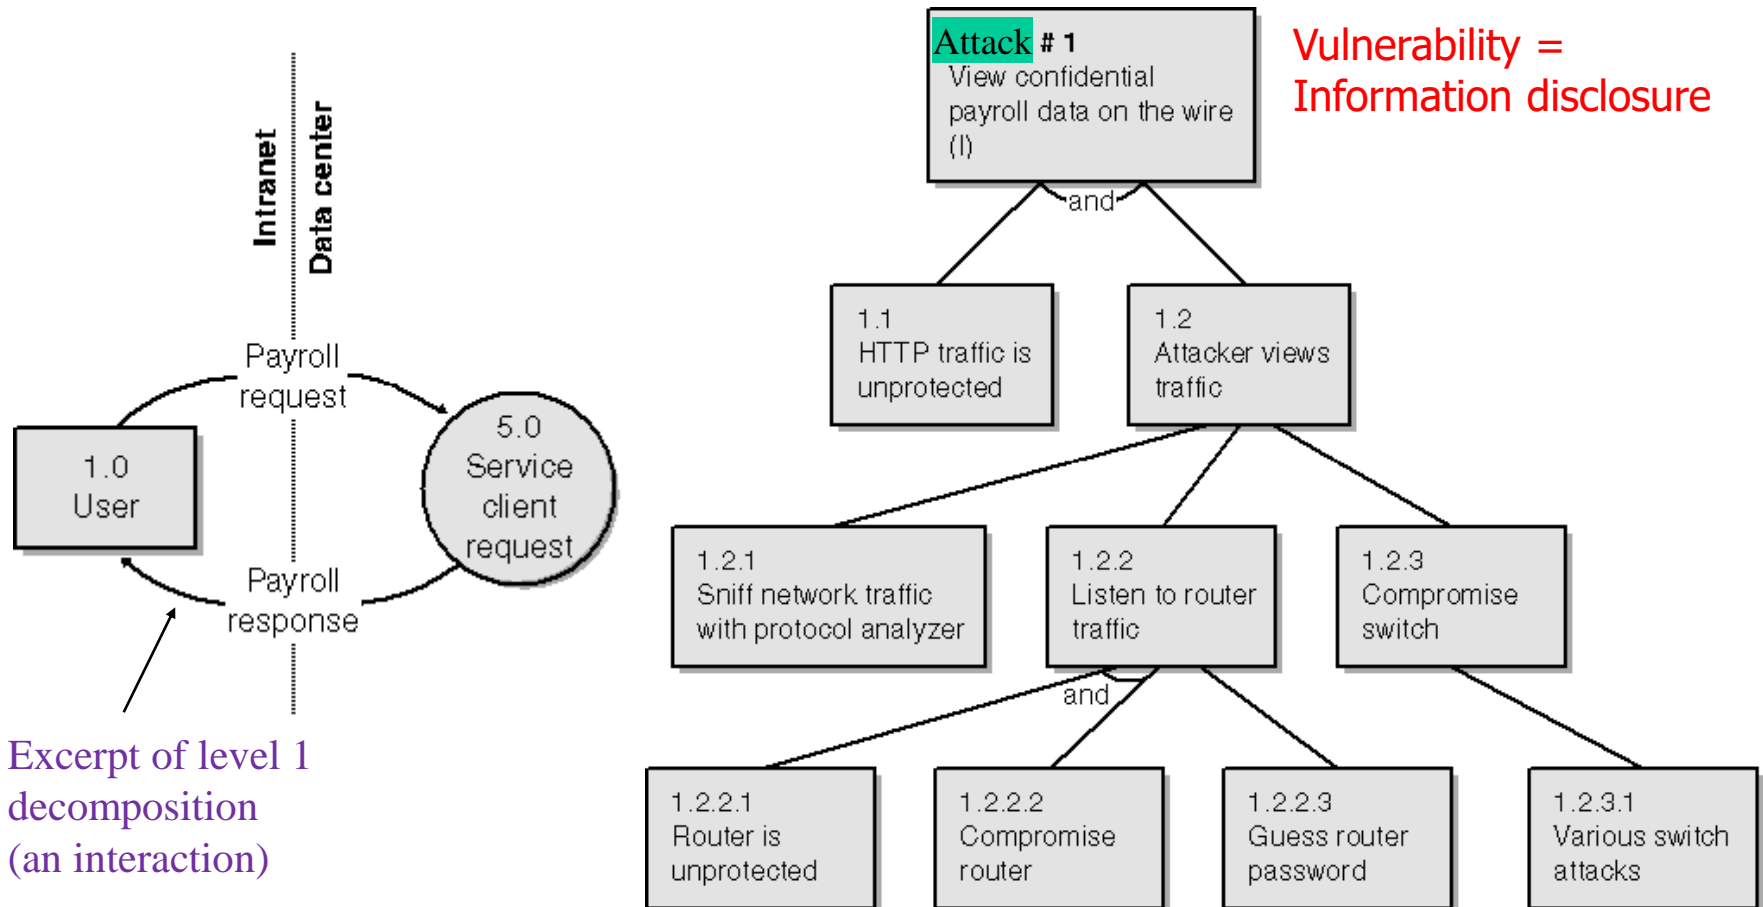 Intranet
Data center
Payroll
request
1.0
User
5.0
Service
client
request
Payroll
response
Excerpt of level 1
decomposition
(an interaction)
Attack # 1
View confidential
payroll data on the wire
(I)
Vulnerability =
Information disclosure
and
1.1
HTTP traffic is
unprotected
1.2
Attacker views
traffic
1.2.1
Sniff network traffic
with protocol analyzer
1.2.2
Listen to router
traffic
1.2.3
Compromise
switch
and
1.2.2.1
Router is
unprotected
1.2.2.2
Compromise
router
1.2.2.3
Guess router
password
1.2.3.1
Various switch
attacks